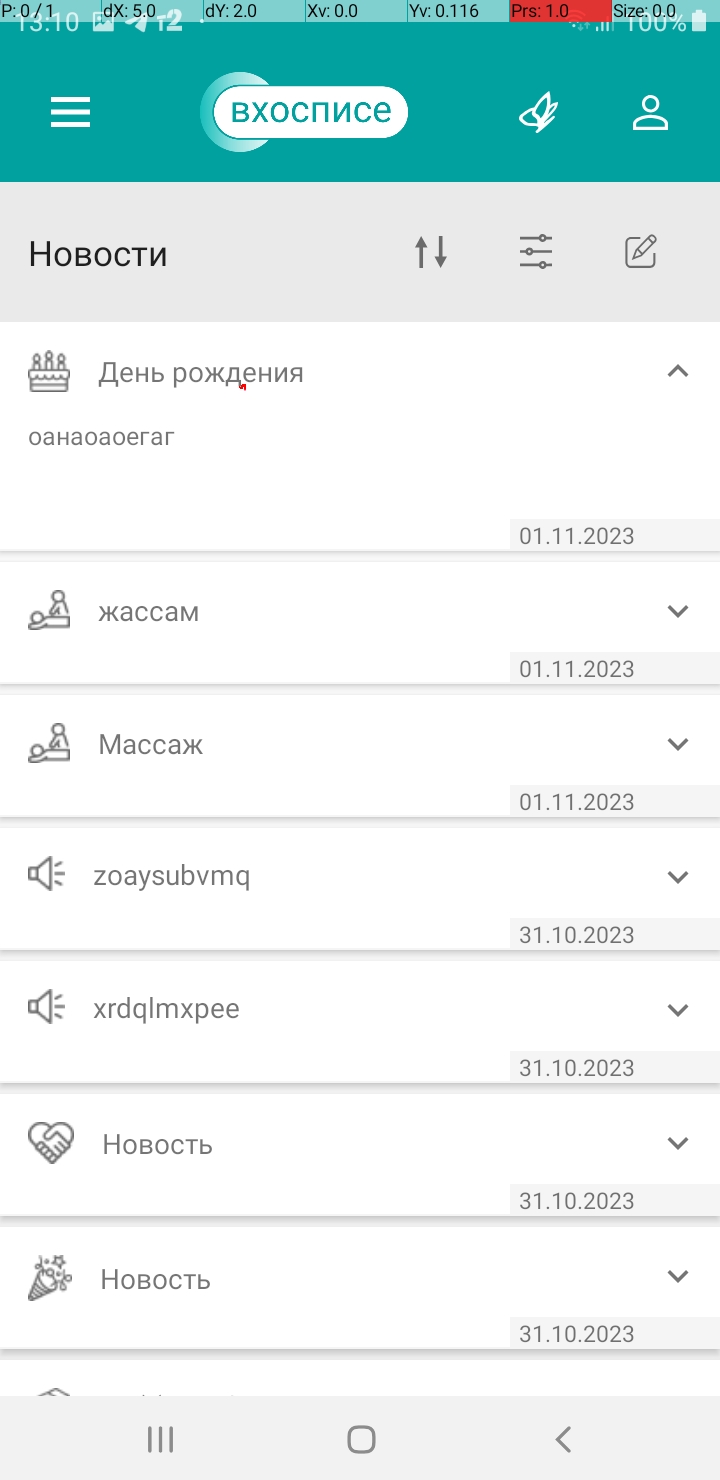 P: 0 / 1 dX: 5.0 dY: 2.0 Xv: 0.0 Yv: 0.116 Prs: 1.0 Size: 0.0
13:10 т2 100%
вхосписе
Новости
День рождения
оанаоаоегаг
01.11.2023
жассам
01.11.2023
Массаж
01.11.2023
zoaysubvmq
31.10.2023
xrdqlmxpee
31.10.2023
Новость
31.10.2023
Новость
31.10.2023